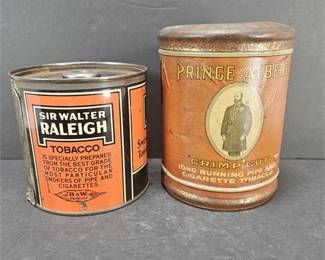 SIR WALTER
RALEIGH
TOBACCO
IS SPECIALLY PREPARED
FROM THE BEST GRADE
OF TOBACCO FOR THE
MOST PARTICULAR
SMOKERS OF PIPE AND
CIGARETTES.
B&W
PRODUCT
PRINCE ALBERT
"CRIMP CUT"
LONG BURNING PIPE AND
CIGARETTE TOBACCO